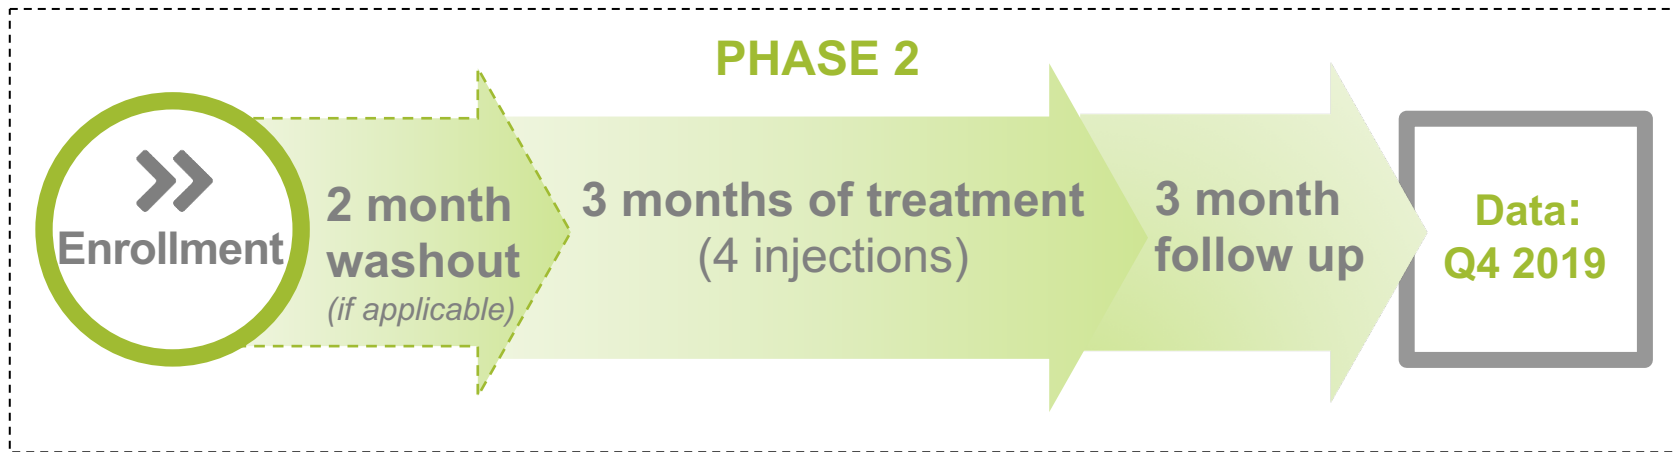 PHASE 2
Enrollment
2 month
washout
(if applicable)
3 months of treatment
(4 injections)
3 month
follow up
Data:
Q4 2019